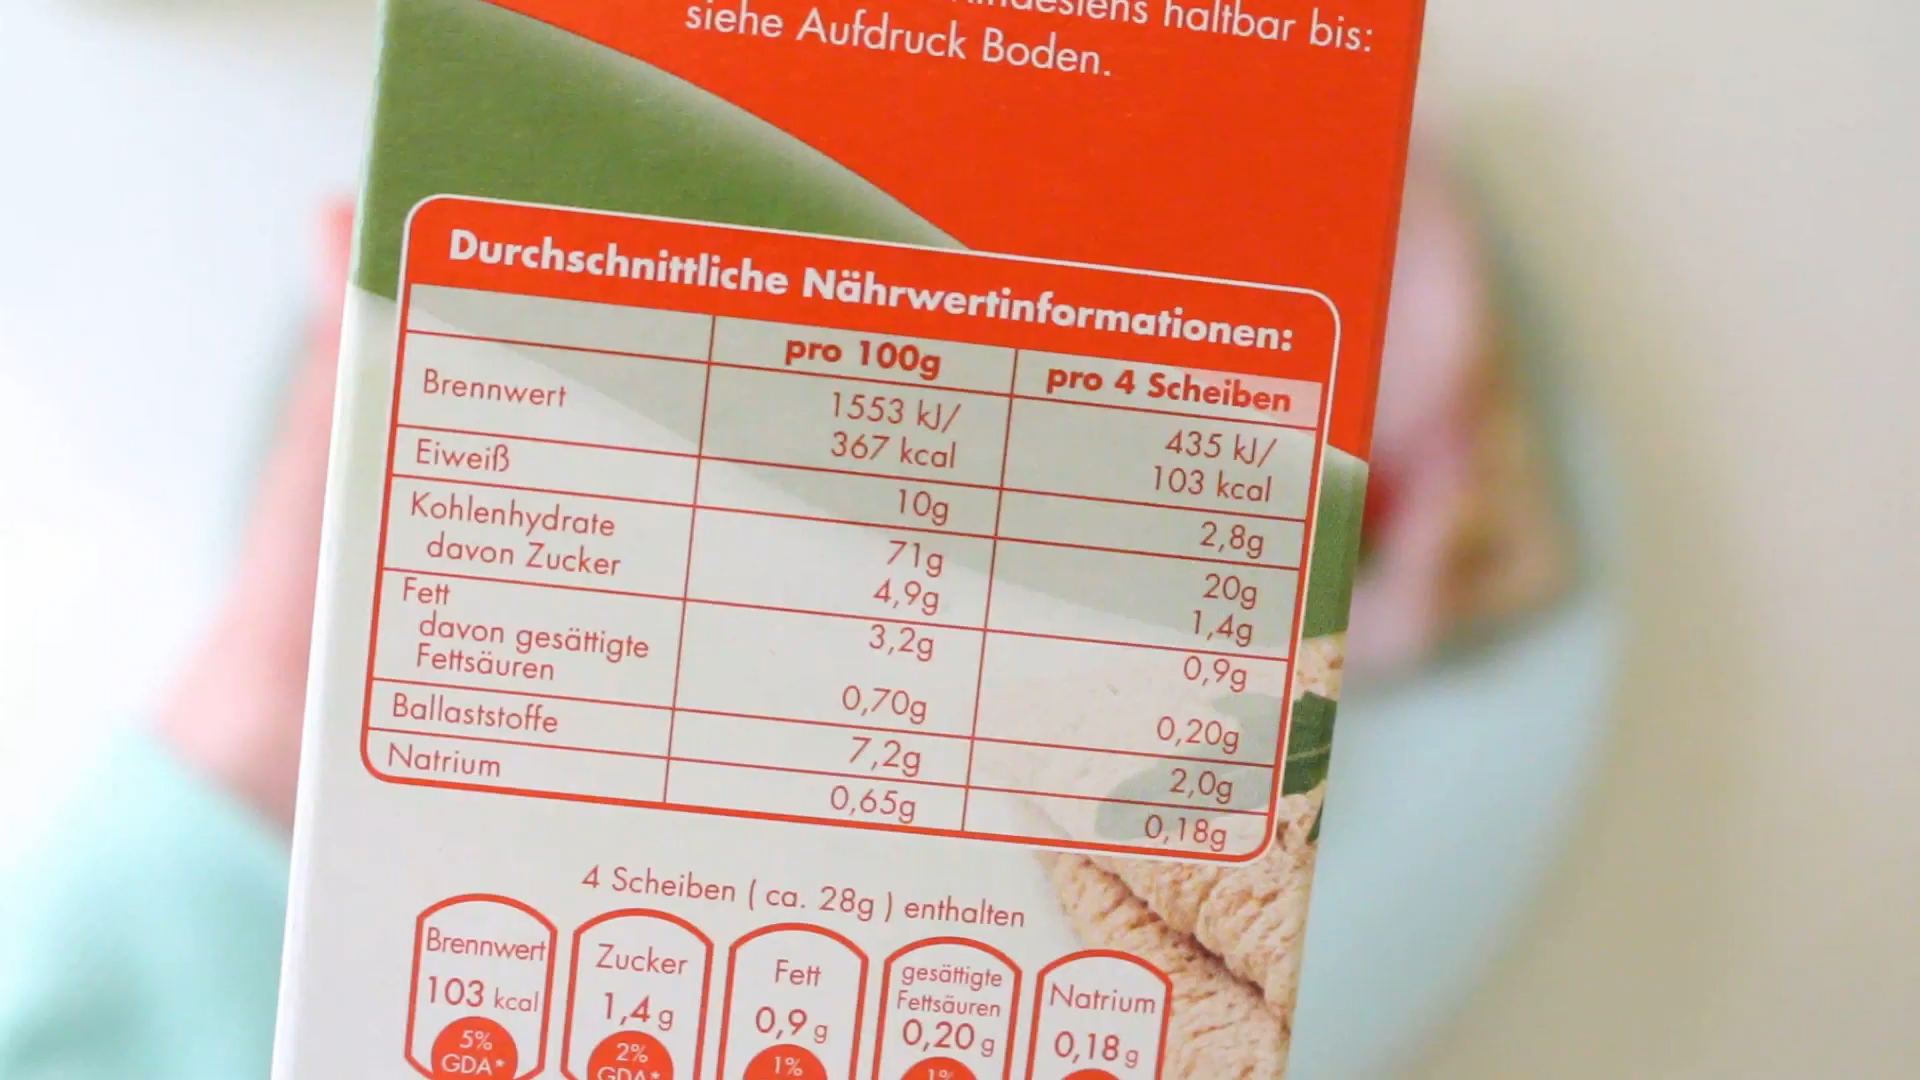 haltbar bis:
siehe Aufdruck Boden.
Durchschnittliche Nährwertinformationen:
pro 100g pro 4 Scheiben
Brennwert 1553 kJ/ 435 kJ/
367 kcal 103 kcal
Eiweiß 10g 2,8g
Kohlenhydrate 71g 20g
davon Zucker 4,9g 1,4g
Fett 3,2g 0,9g
davon gesättigte
Fettsäuren 0,70g 0,20g
Ballaststoffe 7,2g 2,0g
Natrium 0,65g 0,18g
4 Scheiben ( ca. 28g ) enthalten
Brennwert
103 kcal
5%
GDA*
Zucker
1,4 g
2%
GDA*
Fett
0,9 g
1%
gesättigte
Fettsäuren
0,20 g
1%
Natrium
0,18 g